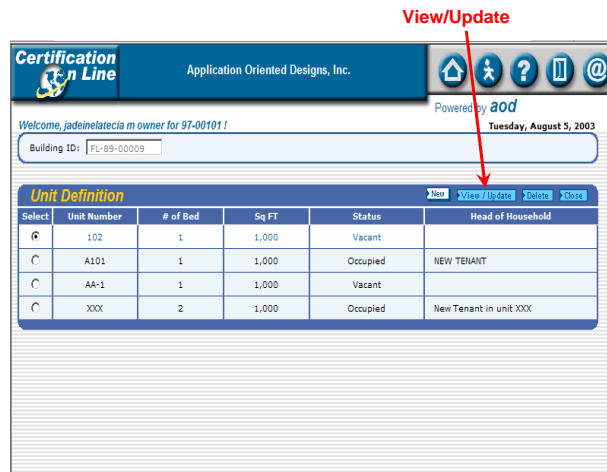 View/Update
Certification
On Line
Application Oriented Designs, Inc.
?
@
Powered by aod
Welcome, jadeinelatecia m owner for 97-00101 !
Tuesday, August 5, 2003
Building ID: FL-89-00009
Unit Definition
New View / Update Delete Close
Select Unit Number # of Bed Sq FT Status Head of Household
102 1 1,000 Vacant
A101 1 1,000 Occupied NEW TENANT
AA-1 1 1,000 Vacant
XXX 2 1,000 Occupied New Tenant in unit XXX